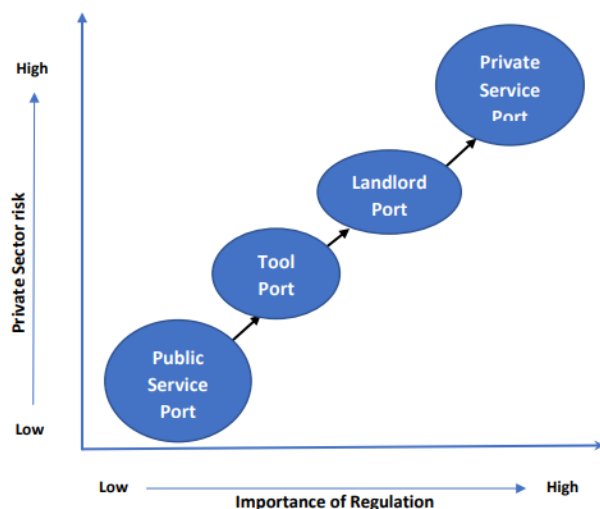 High
Private Sector risk
Low
Private
Service
Port
Landlord
Port
Tool
Port
Public
Service
Port
Low
High
Importance of Regulation